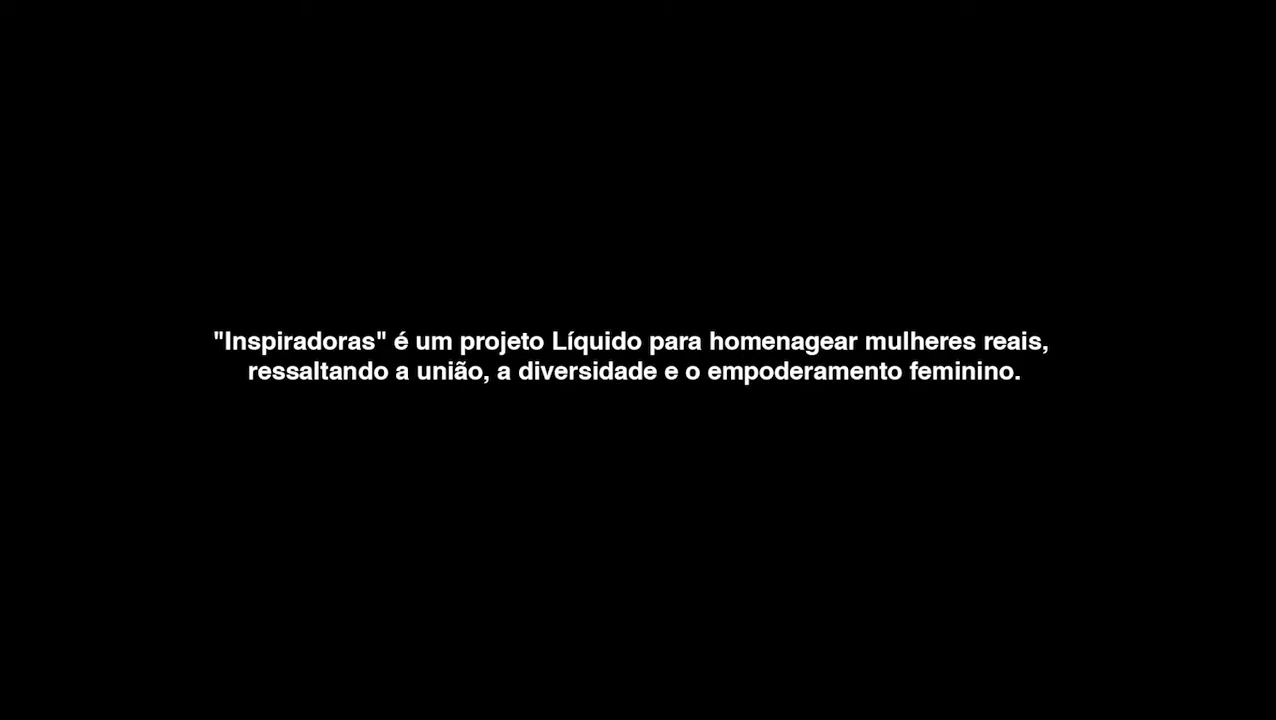 "Inspiradoras" é um projeto Líquido para homenagear mulheres reais,
ressaltando a união, a diversidade e o empoderamento feminino.